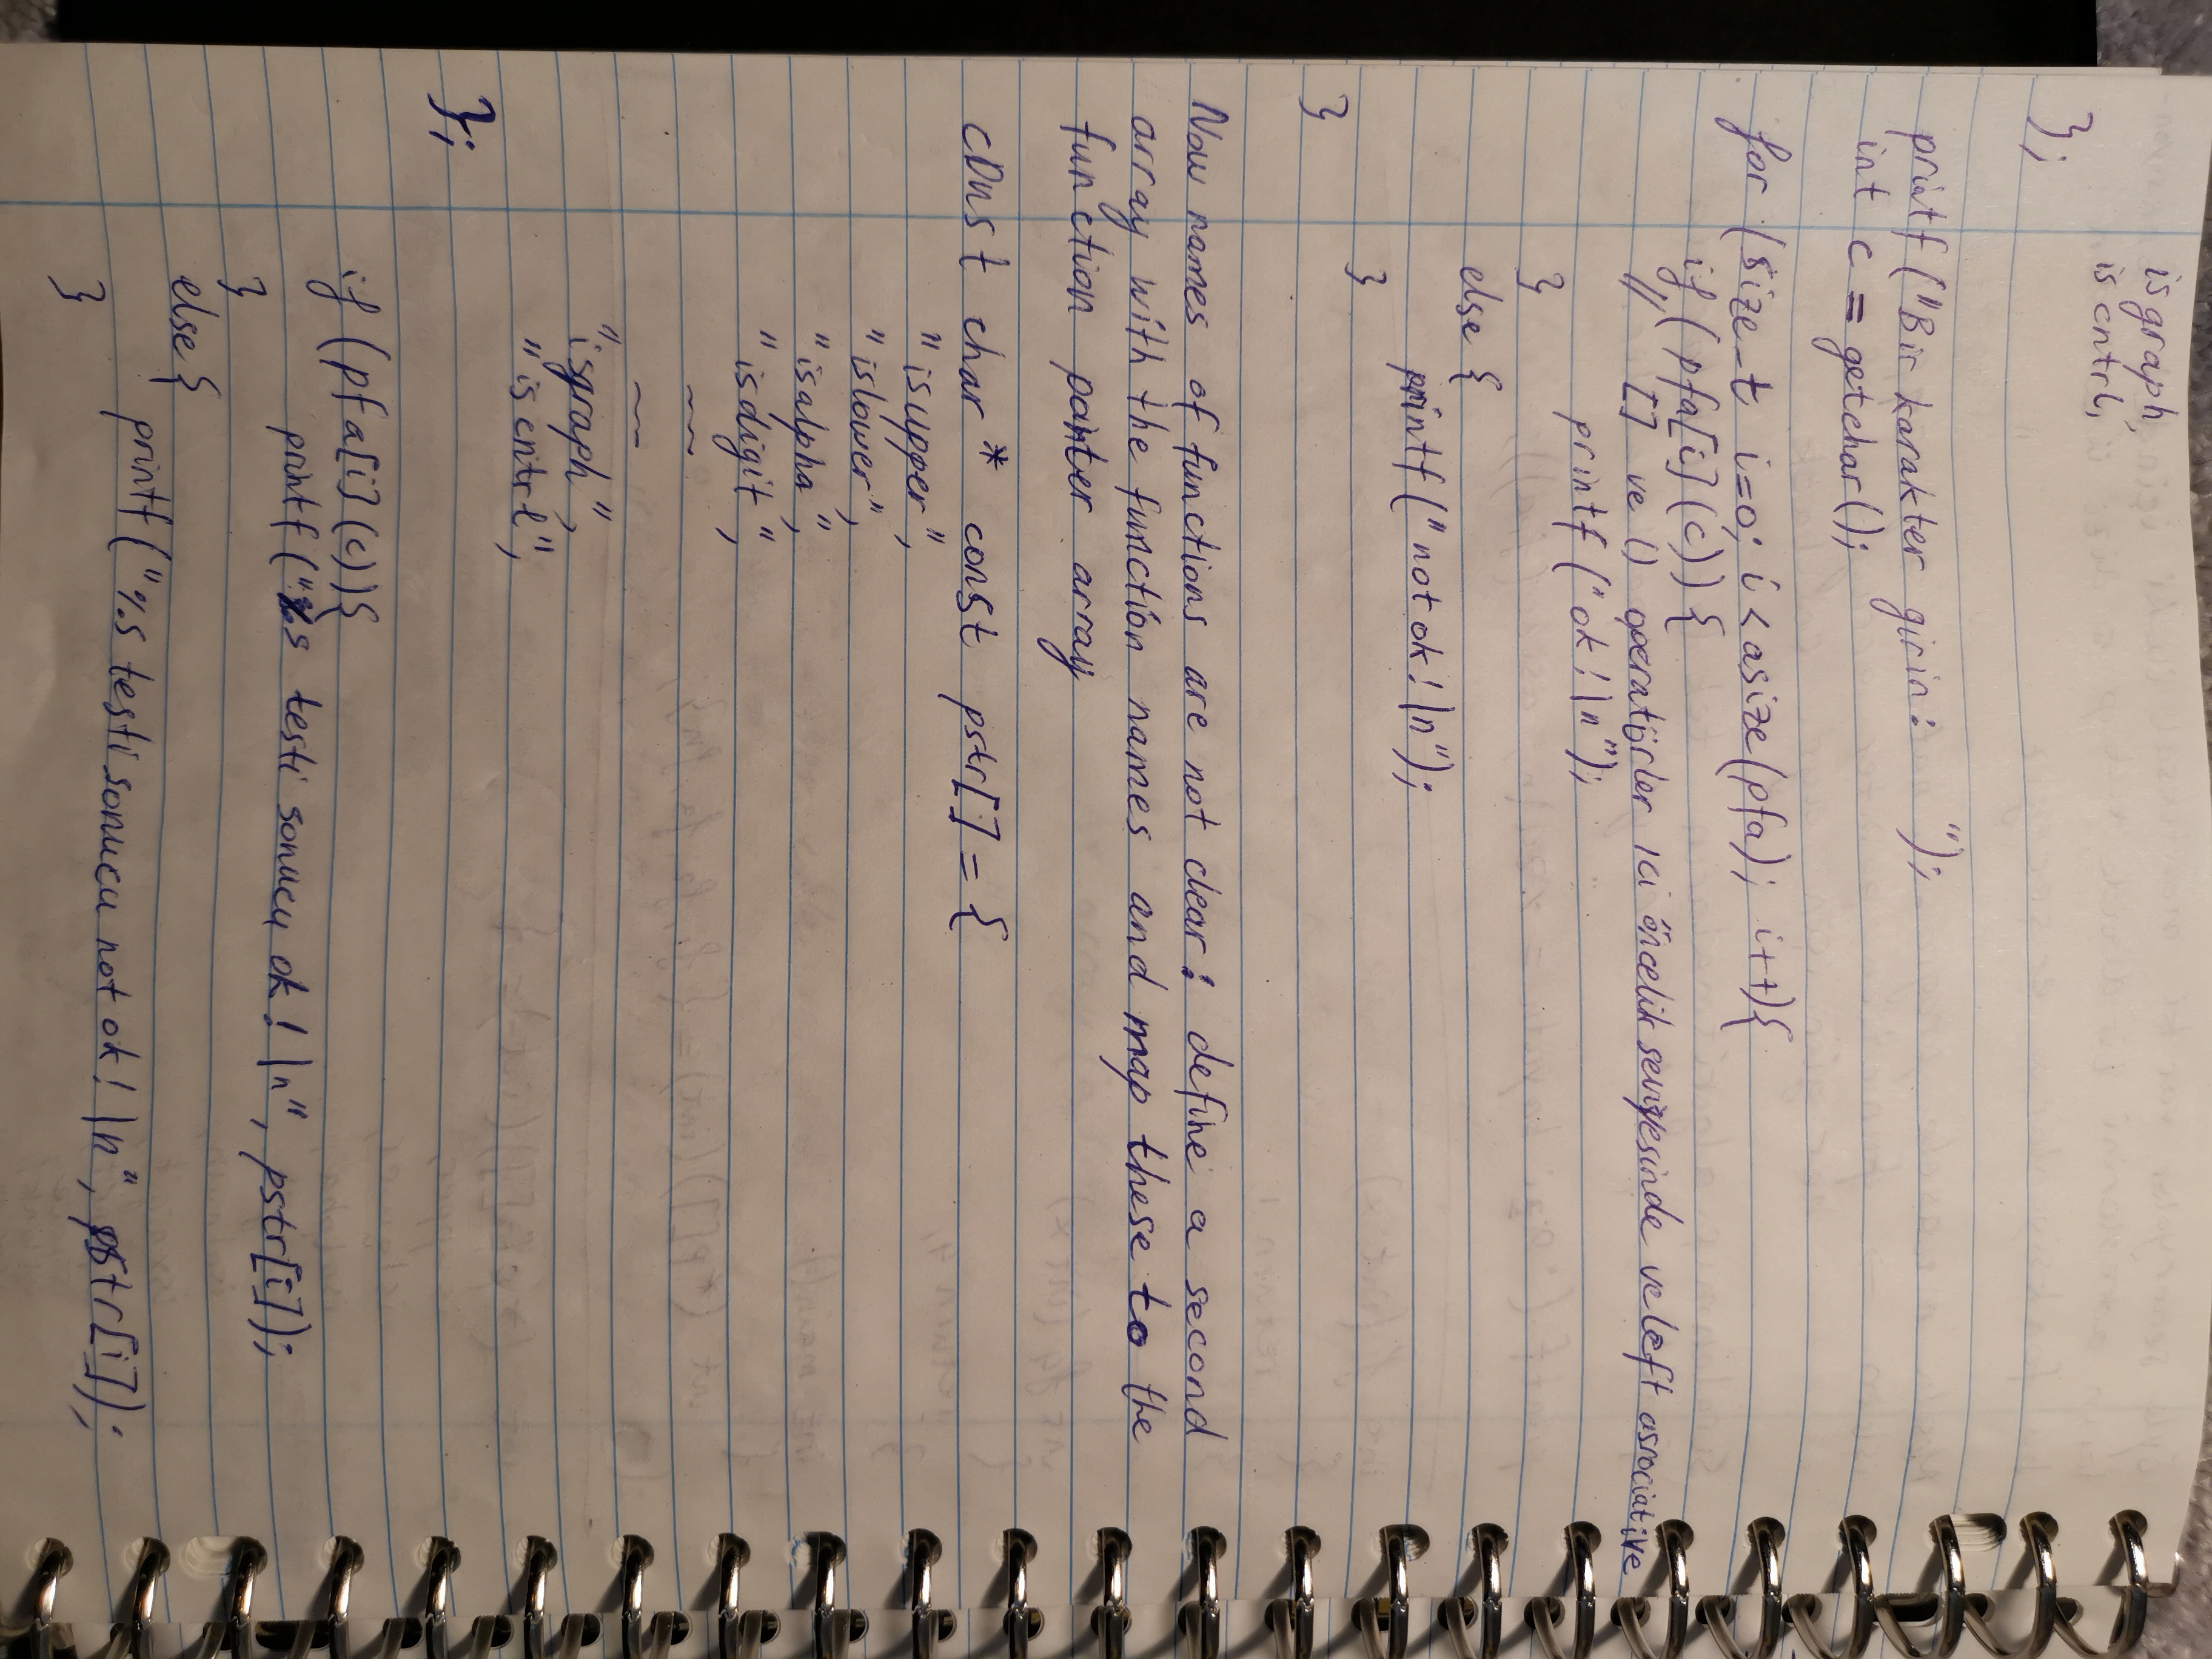 isgraph,
iscntrl,
};
printf("Bir karakter girin: ");
int c = getchar();
for (size_t i=0; i<asize(pfa); i++){
if (pfa[i](c)){
// [] ve () operatörler 1ci öncelik seviyesinde ve left associative
printf("ok!\n");
}
else {
printf("not ok!\n");
}
}
Now names of functions are not clear: define a second
array with the function names and map these to the
function pointer array
const char* const pstr[] = {
"isupper",
"islower",
"isalpha",
"isdigit",
~~
~~
"isgraph",
"iscntrl",
};
if (pfa[i](c)){
printf("%s testi sonucu ok!\n", pstr[i]);
}
else{
printf("%s testi sonucu not ok!\n", pstr[i]);
}